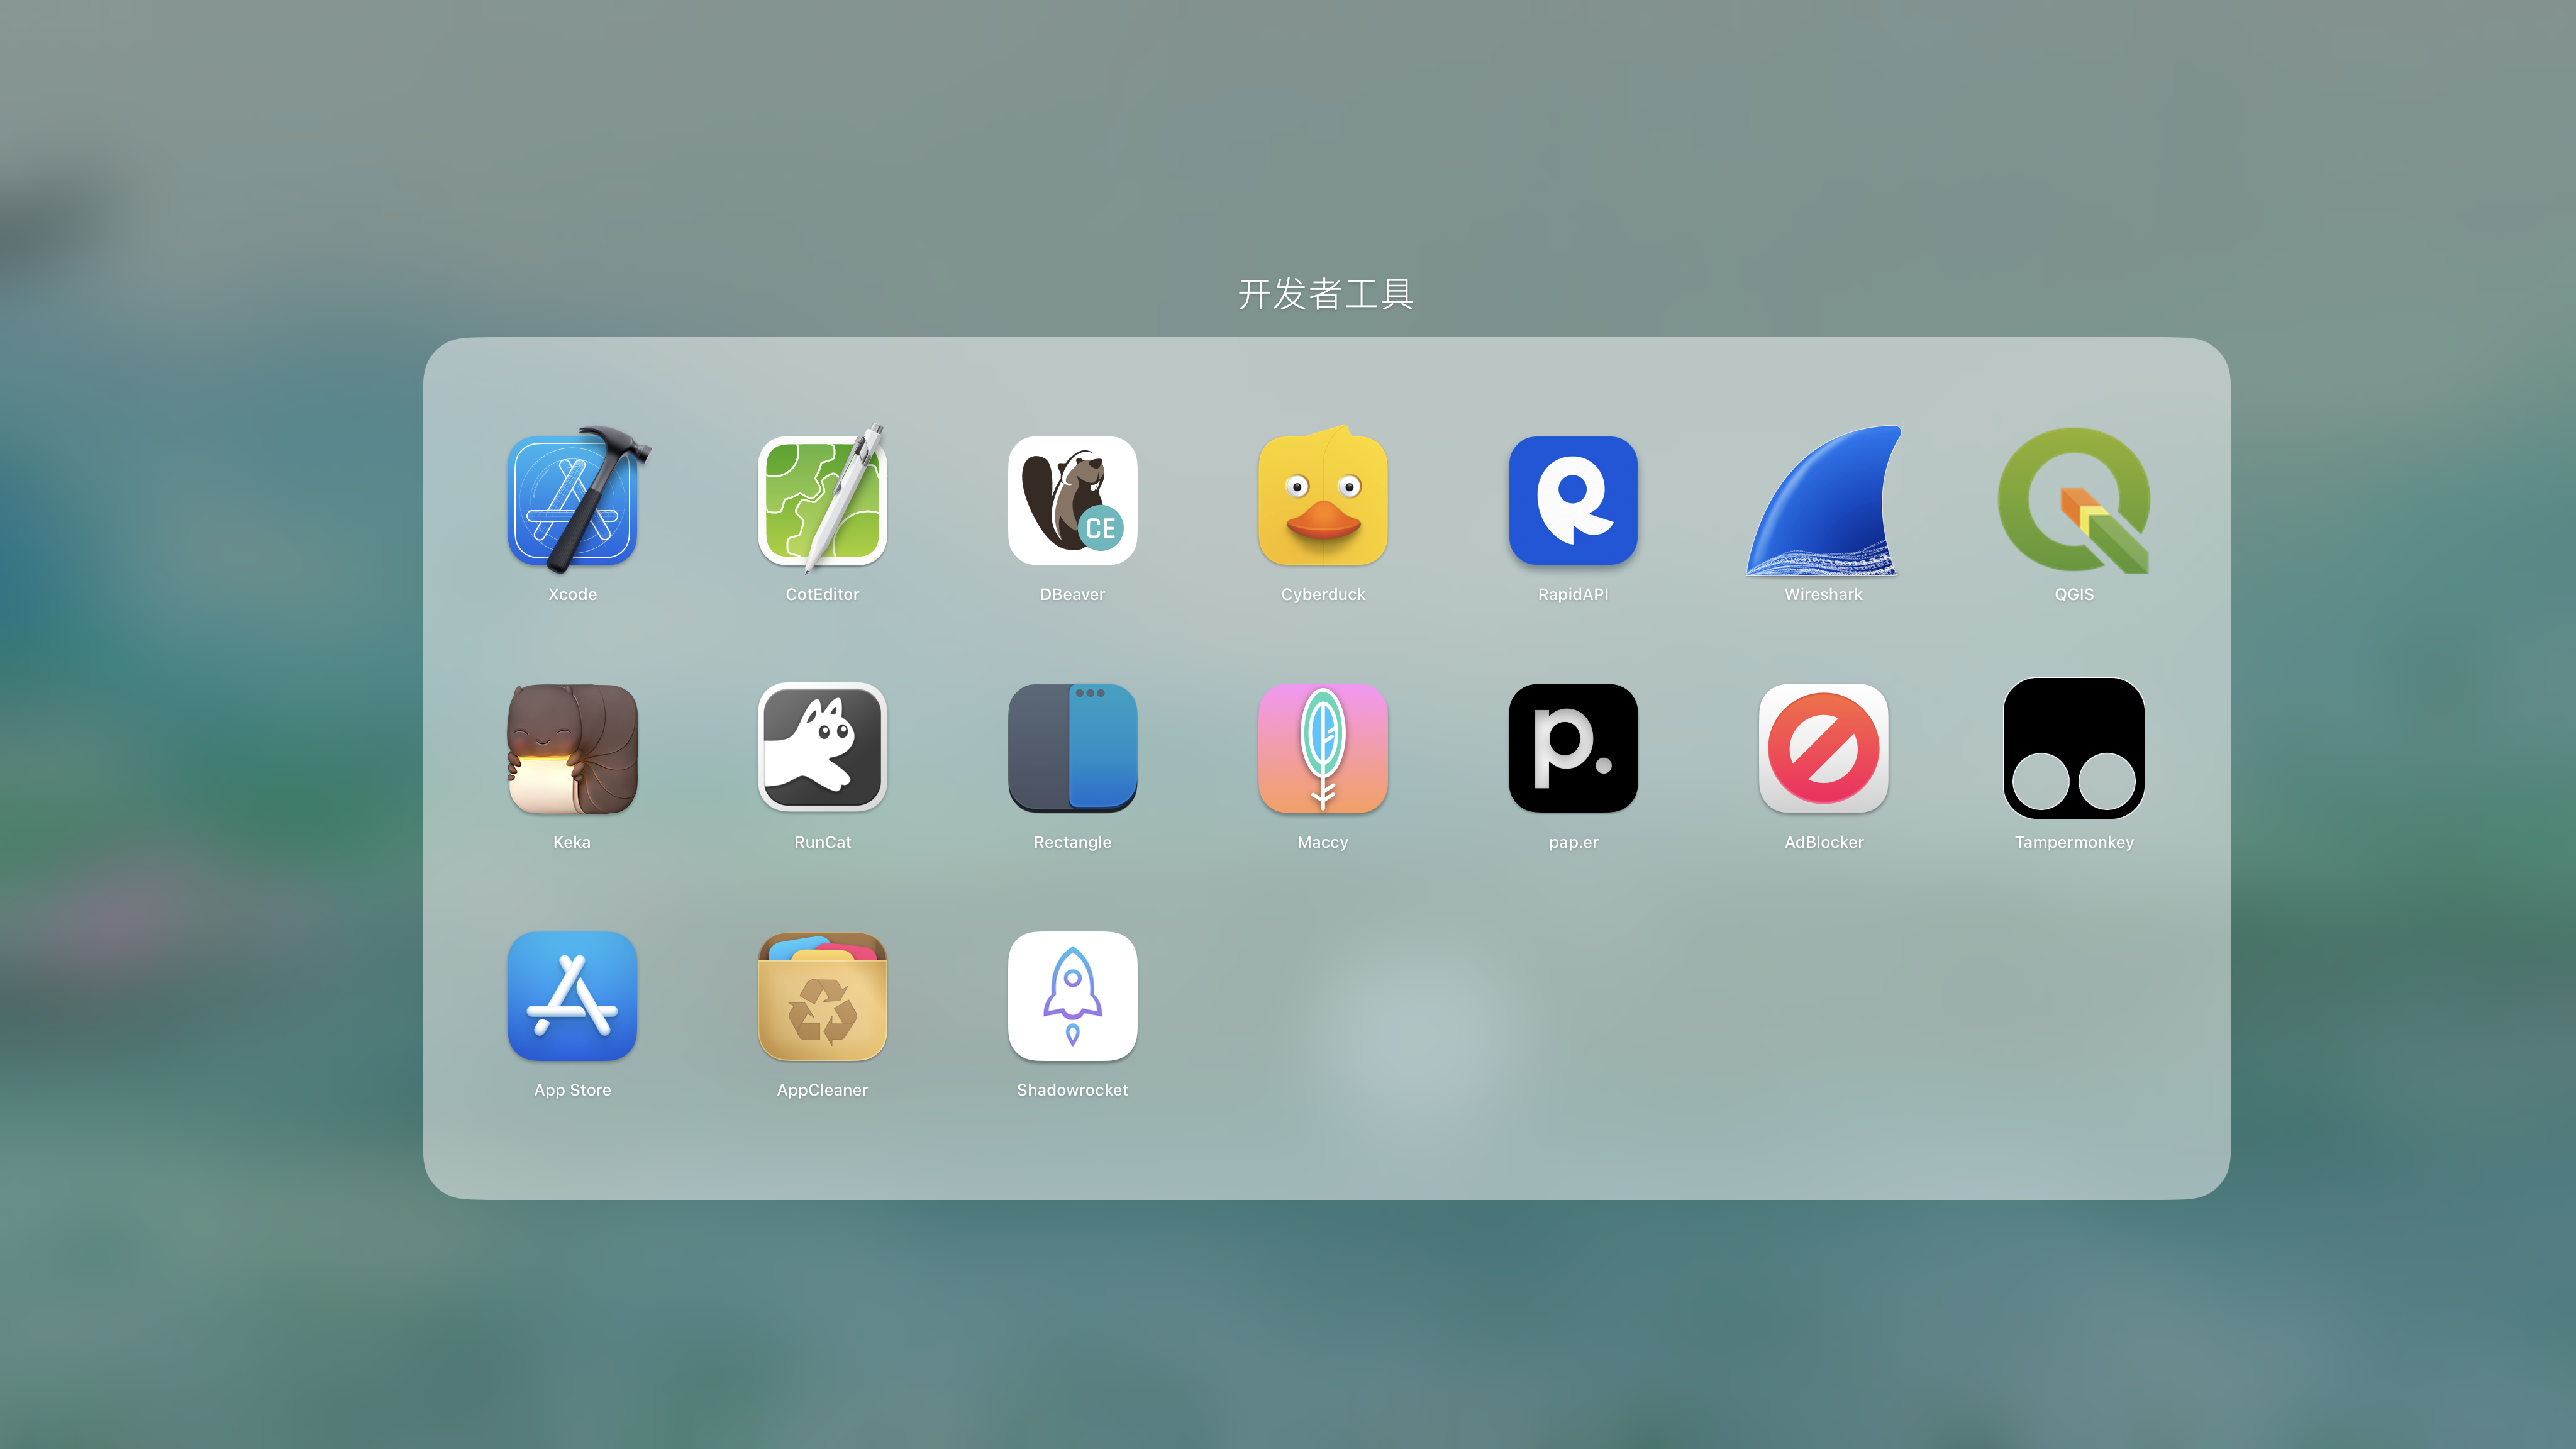 开发者工具
CE
Xcode
CotEditor
DBeaver
Cyberduck
RapidAPI
Wireshark
QGIS
p.
Keka
RunCat
Rectangle
Maccy
pap.er
AdBlocker
Tampermonkey
App Store
AppCleaner
Shadowrocket